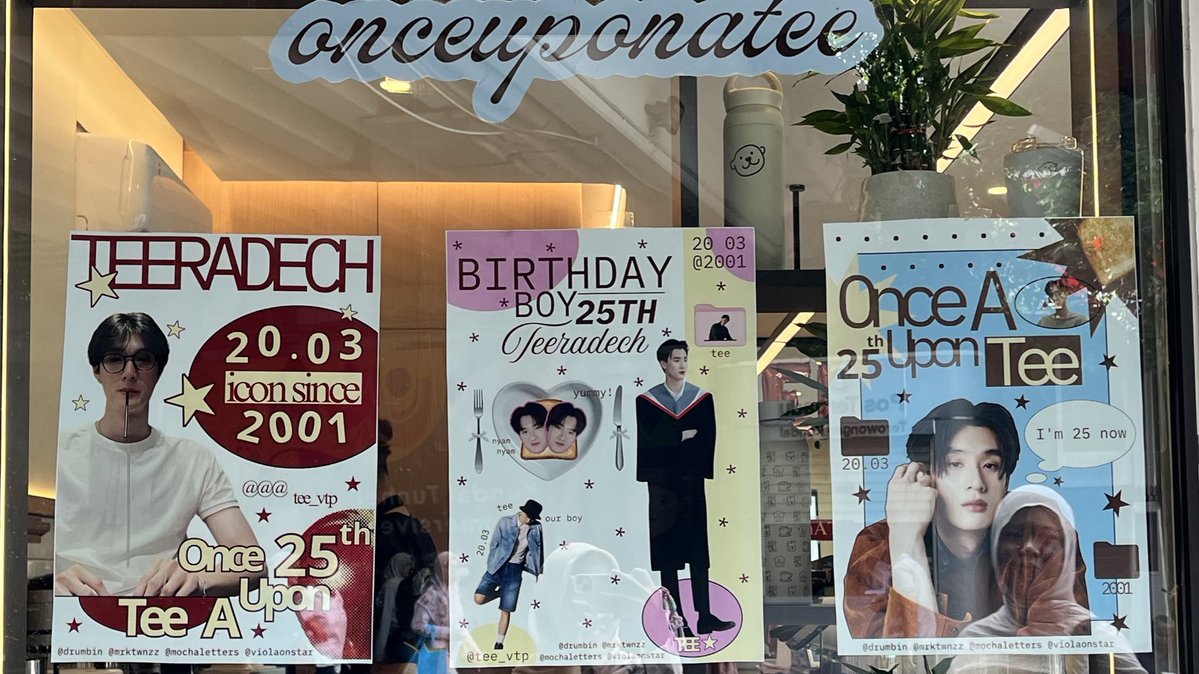 onceuponatee
TEERADECH
20.03
icon since
2001
@@@ tee_vtp
Once 25th
Upon
Tee A
@drumbin @mrktwnzz @mochaletters @violaonstar
BIRTHDAY
BOY 25TH
Teeradech
20 03
@2001
tee
yummy!
nyam
nyam
tee
our boy
20.03
TEE
@drumbin @mrktwnzz
@tee_vtp @mochaletters @violaonstar
Once A
25th Upon
Tee
I'm 25 now
20.03
2001
@drumbin @mrktwnzz @mochaletters @violaonstar